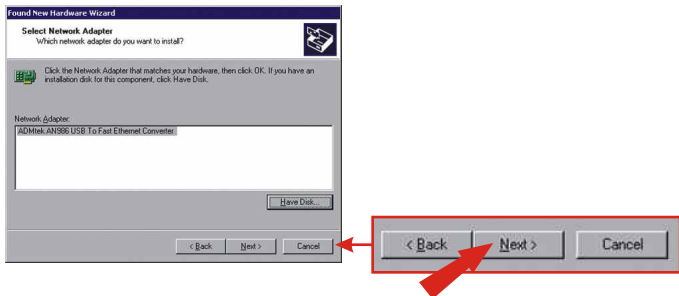 Found New Hardware Wizard
Select Network Adapter
Which network adapter do you want to install?
Click the Network Adapter that matches your hardware, then click OK. If you have an
installation disk for this component, click Have Disk.
Network Adapter:
ADMtek AN986 USB To Fast Ethernet Converter
Have Disk...
< Back Next > Cancel
< Back Next > Cancel